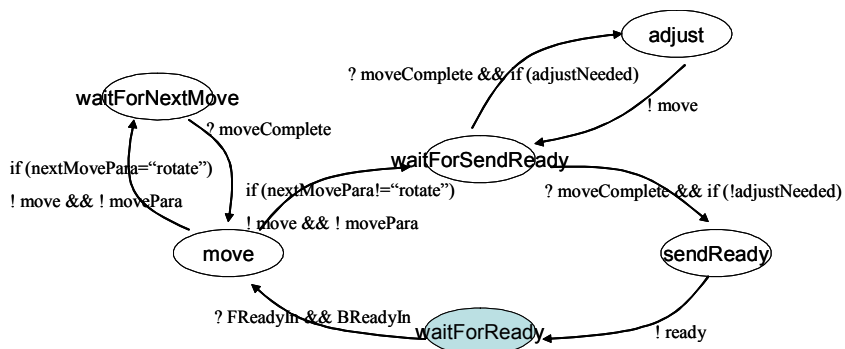 adjust
? moveComplete && if (adjustNeeded)
waitForNextMove
! move
? moveComplete
waitForSendReady
if (nextMovePara=“rotate”)
! move && ! movePara
if (nextMovePara!=“rotate”)
! move && ! movePara
? moveComplete && if (!adjustNeeded)
move
sendReady
? FReadyIn && BReadyIn
waitForReady
! ready